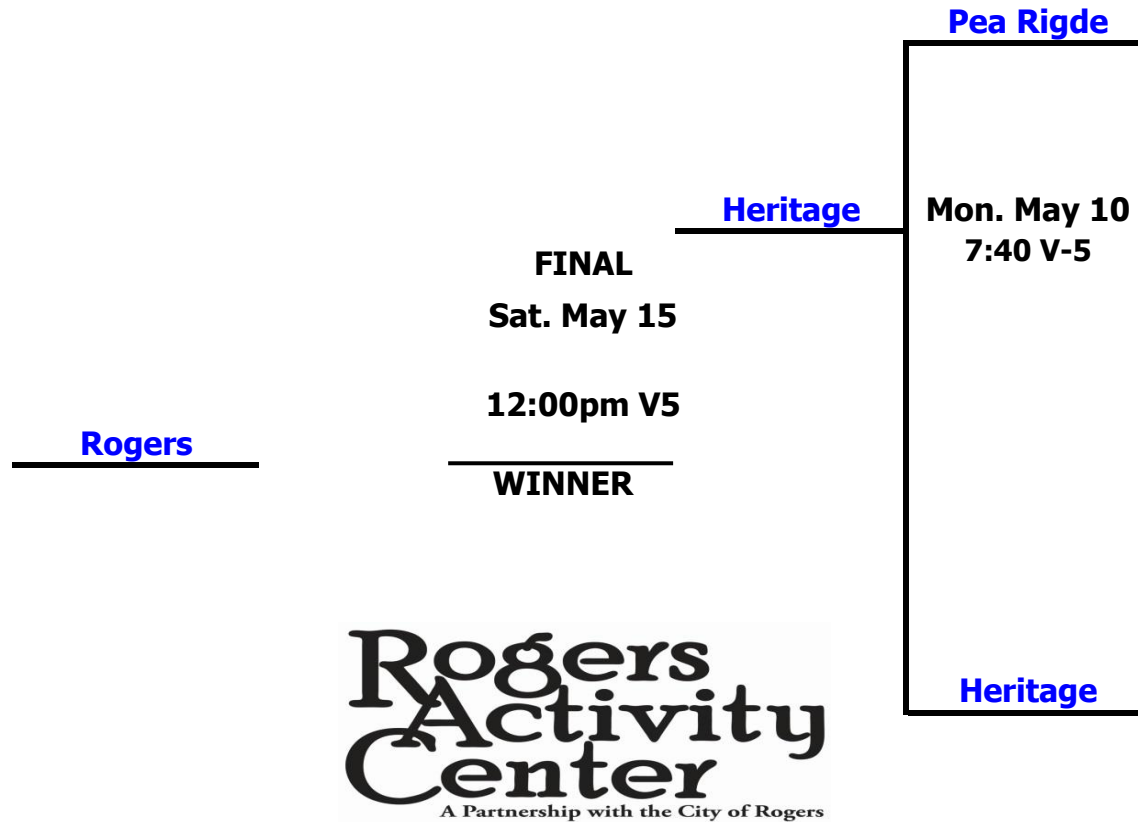 Pea Rigde
Heritage
Mon. May 10
7:40 V-5
FINAL
Sat. May 15
12:00pm V5
Rogers
WINNER
Heritage
Rogers
Activity
Center
A Partnership with the City of Rogers